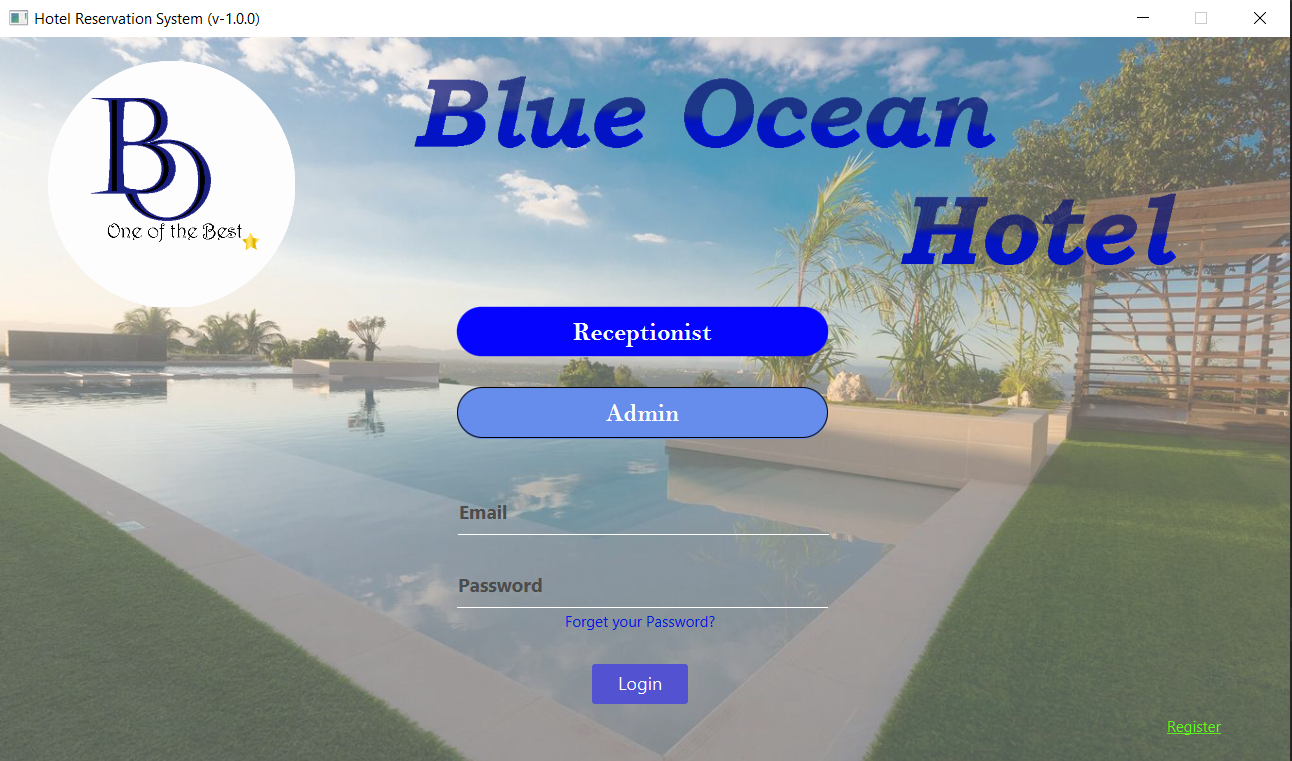 Hotel Reservation System (v-1.0.0)
BO
One of the Best
Blue Ocean
Hotel
Receptionist
Admin
Email
Password
Forget your Password?
Login
Register